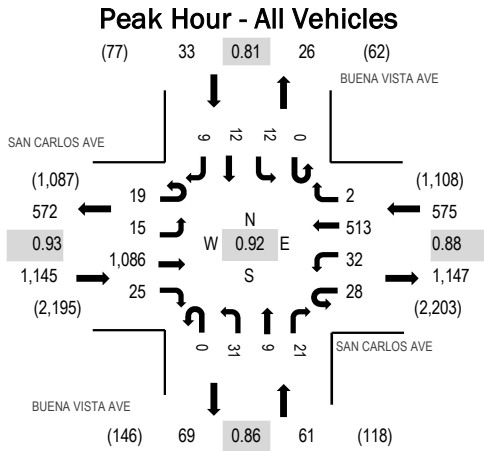 Peak Hour - All Vehicles
(77) 33 0.81 26 (62)
BUENA VISTA AVE
SAN CARLOS AVE
9 12 12 0
(1,087) (1,108)
19 2
572 575
15 513
N
0.93 W 0.92 E 0.88
1,086 32
S
1,145 1,147
25 28
(2,195) (2,203)
0 31 9 21
SAN CARLOS AVE
BUENA VISTA AVE
(146) 69 0.86 61 (118)